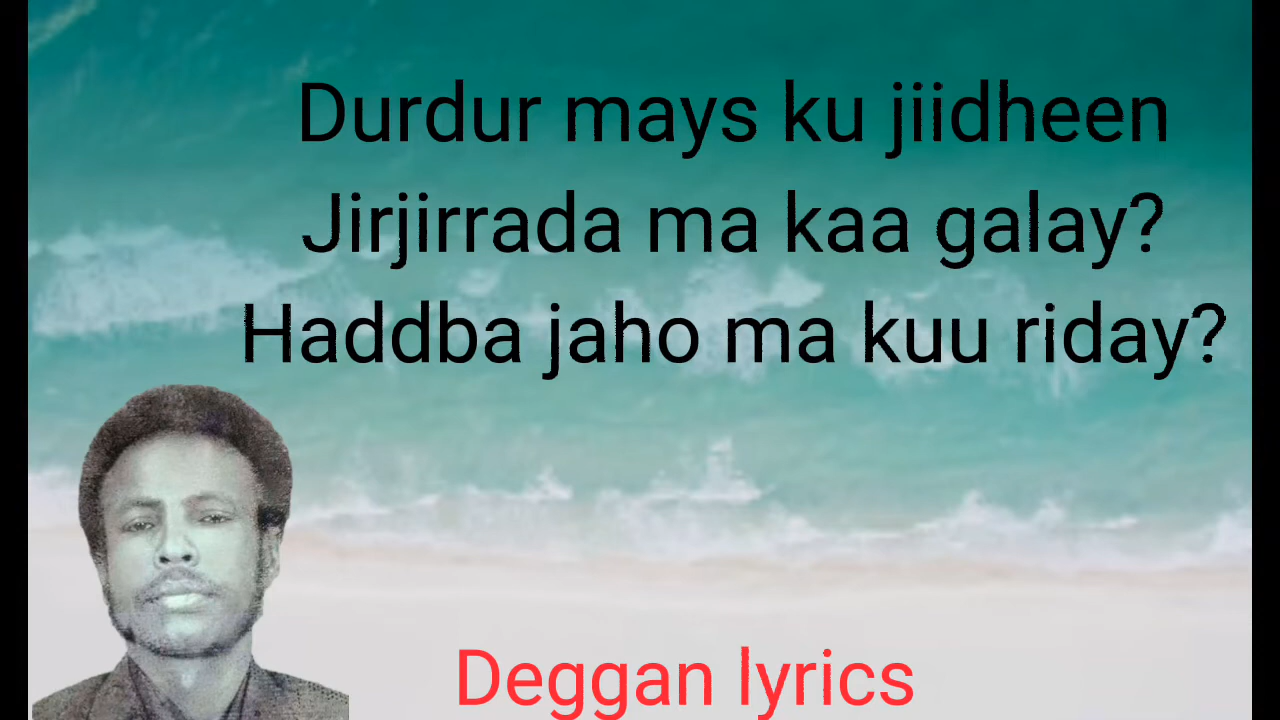 Durdur mays ku jiidheen
Jirjirrada ma kaa galay?
Haddba jaho ma kuu riday?
Deggan lyrics